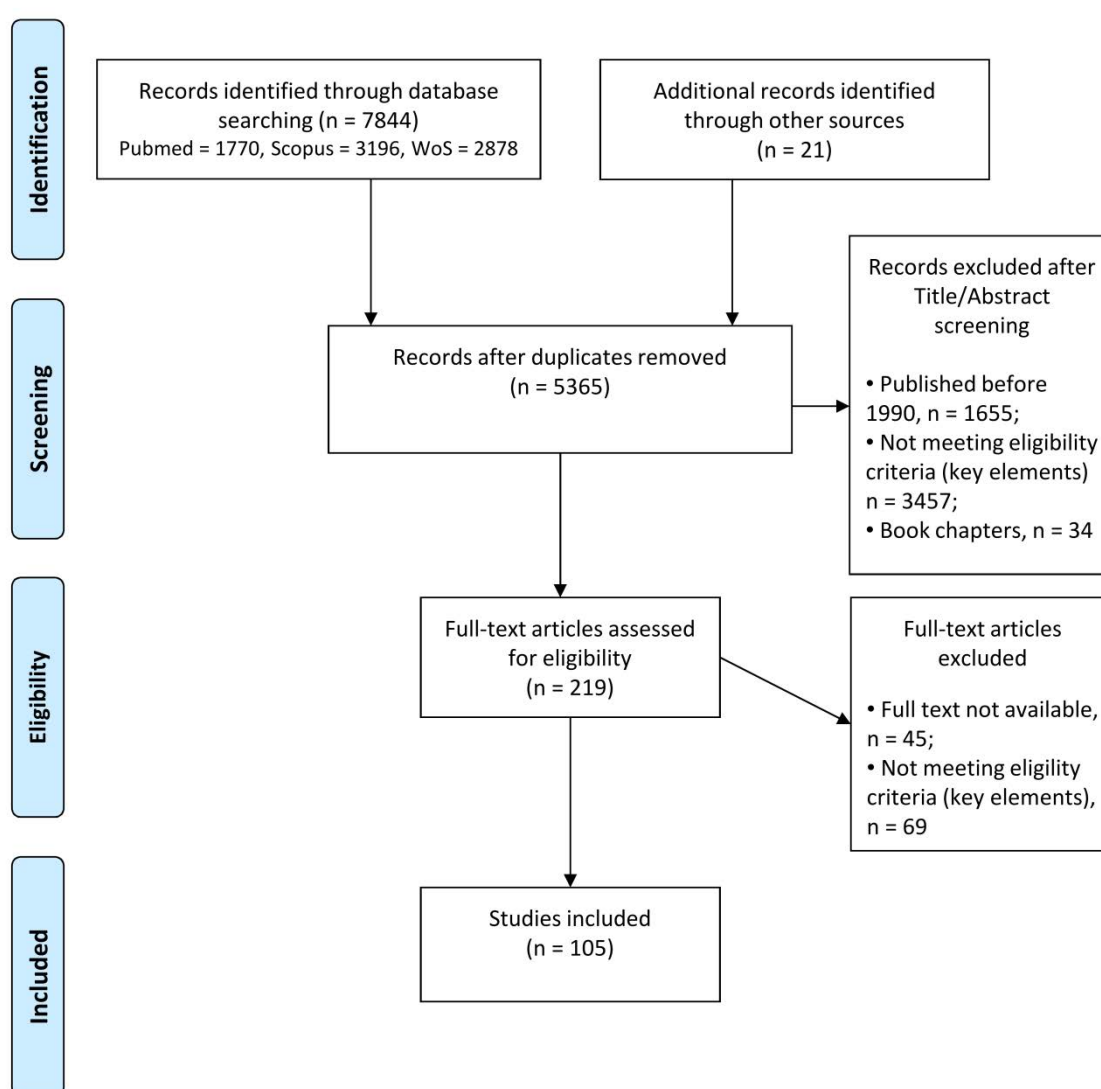 Identification
Records identified through database
searching (n = 7844)
Pubmed = 1770, Scopus = 3196, WoS = 2878
Additional records identified
through other sources
(n = 21)
Screening
Records after duplicates removed
(n = 5365)
Records excluded after
Title/Abstract
screening
• Published before
1990, n = 1655;
• Not meeting eligibility
criteria (key elements)
n = 3457;
• Book chapters, n = 34
Eligibility
Full-text articles assessed
for eligibility
(n = 219)
Full-text articles
excluded
• Full text not available,
n = 45;
• Not meeting eligility
criteria (key elements),
n = 69
Included
Studies included
(n = 105)